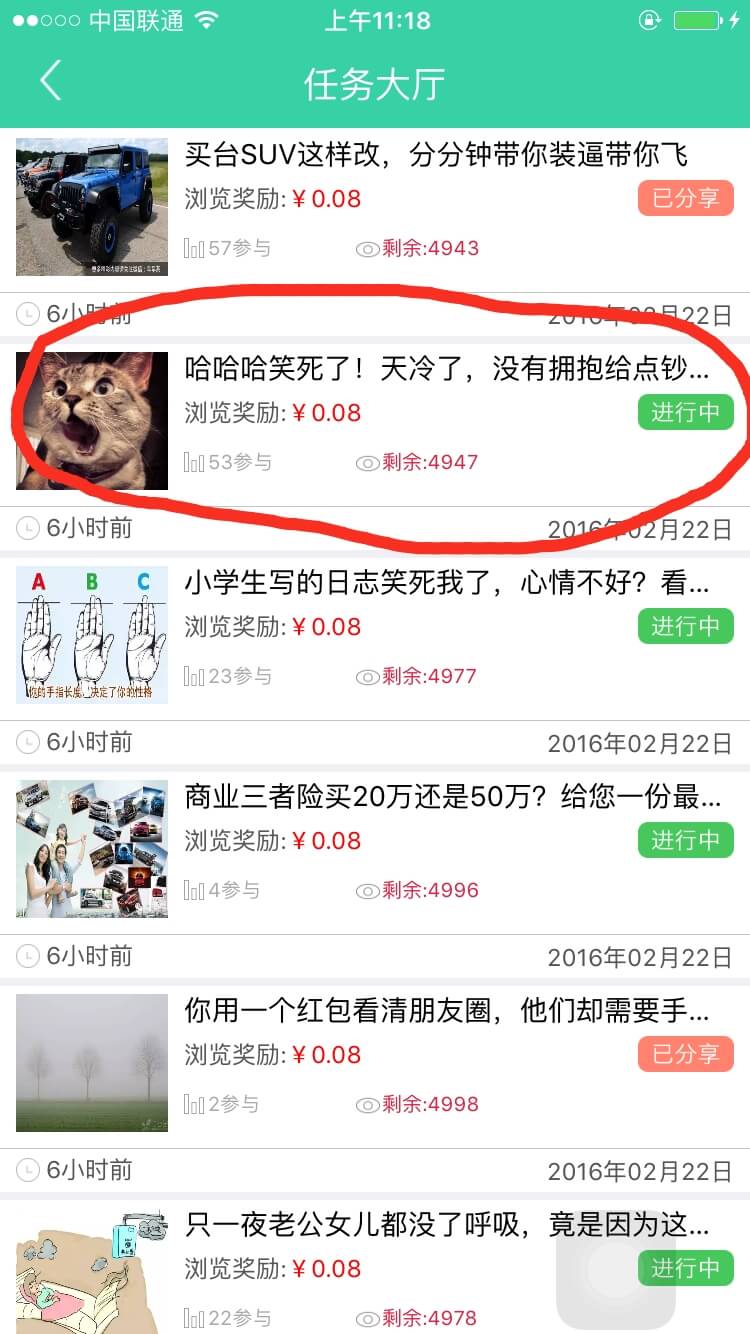 中国联通
上午11:18
任务大厅
买台SUV这样改，分分钟带你装逼带你飞
浏览奖励:￥0.08
已分享
57参与
剩余:4943
6小时前
2016年02月22日
哈哈哈笑死了！天冷了，没有拥抱给点钞...
浏览奖励:￥0.08
进行中
53参与
剩余:4947
6小时前
2016年02月22日
A B C
你的手指长度，决定了你的性格
小学生写的日志笑死我了，心情不好？看...
浏览奖励:￥0.08
进行中
23参与
剩余:4977
6小时前
2016年02月22日
商业三者险买20万还是50万？给您一份最...
浏览奖励:￥0.08
进行中
4参与
剩余:4996
6小时前
2016年02月22日
你用一个红包看清朋友圈，他们却需要手...
浏览奖励:￥0.08
已分享
2参与
剩余:4998
6小时前
2016年02月22日
只一夜老公女儿都没了呼吸，竟是因为这...
浏览奖励:￥0.08
进行中
22参与
剩余:4978